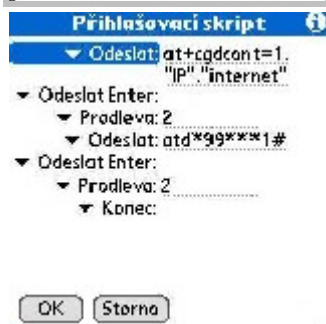 Přihlašovací skript
Odeslat: at+cgdcont=1,
"IP","internet"
Odeslat Enter:
Prodleva: 2
Odeslat: atd*99***1#
Odeslat Enter:
Prodleva: 2
Konec:
OK Storno